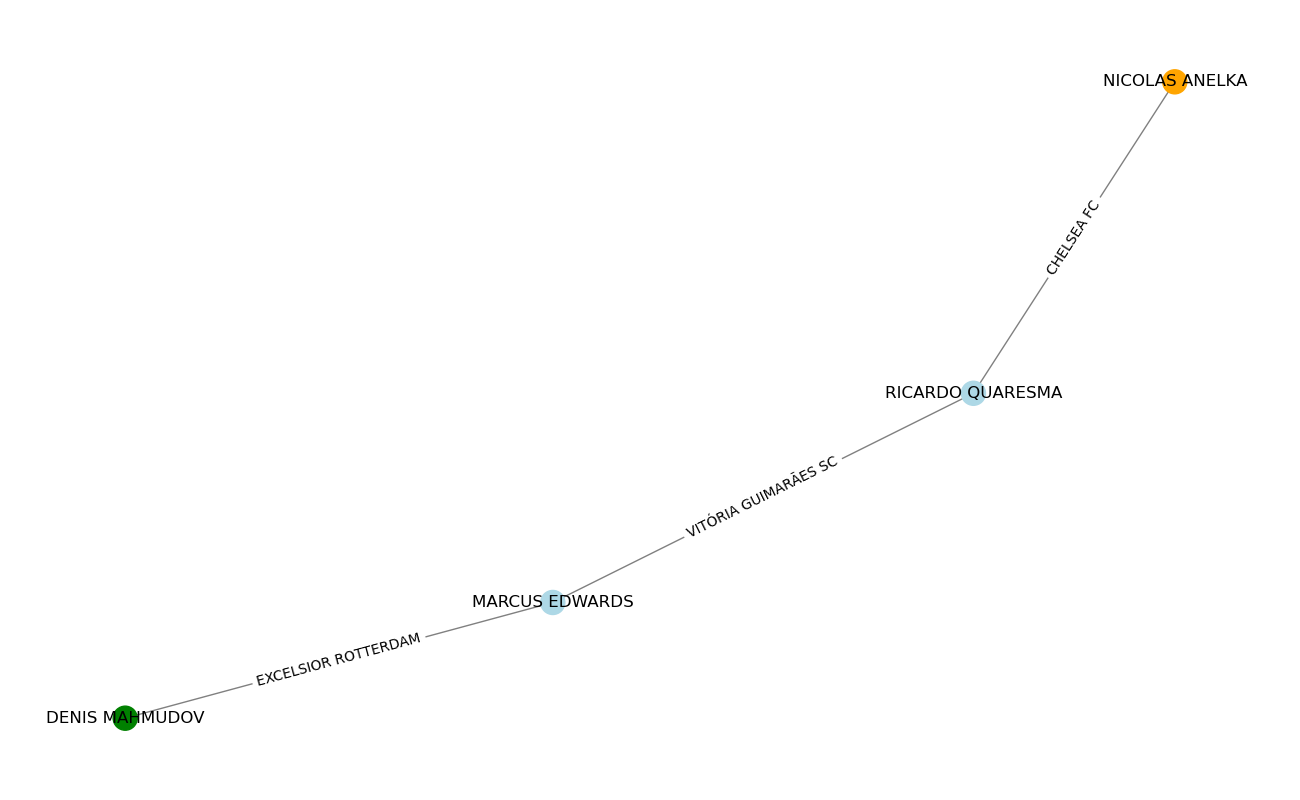 NICOLAS ANELKA
CHELSEA FC
RICARDO QUARESMA
VITÓRIA GUIMARÃES SC
MARCUS EDWARDS
EXCELSIOR ROTTERDAM
DENIS MAHMUDOV